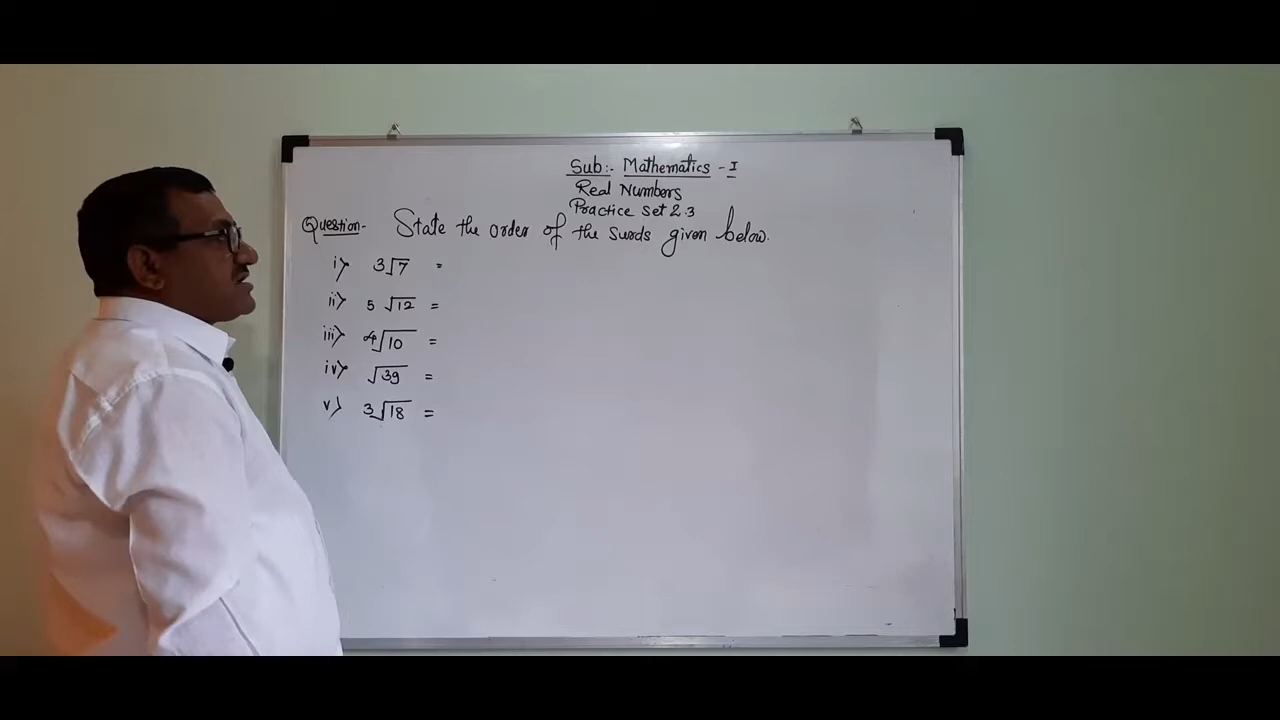 Sub:- Mathematics - I
Real Numbers
Practice Set 2.3
Question- State the order of the surds given below.
i> 3√7 =
ii> 5 √12 =
iii> 4√10 =
iv> √39 =
v> 3√18 =